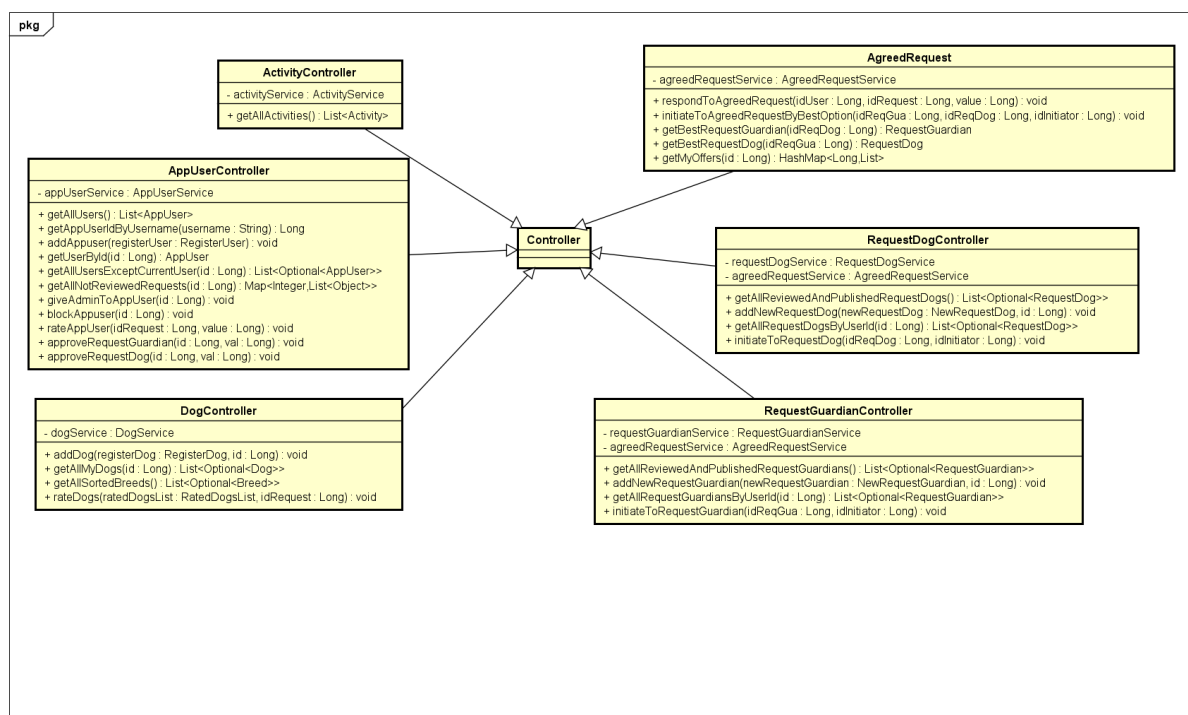 pkg
ActivityController
- activityService : ActivityService
+ getAllActivities() : List<Activity>
AgreedRequest
- agreedRequestService : AgreedRequestService
+ respondToAgreedRequest(idUser : Long, idRequest : Long, value : Long) : void
+ initiateToAgreedRequestByBestOption(idReqGua : Long, idReqDog : Long, idInitiator : Long) : void
+ getBestRequestGuardian(idReqDog : Long) : RequestGuardian
+ getBestRequestDog(idReqGua : Long) : RequestDog
+ getMyOffers(id : Long) : HashMap<Long,List>
AppUserController
- appUserService : AppUserService
+ getAllUsers() : List<AppUser>
+ getAppUserIdByUsername(username : String) : Long
+ addAppuser(registerUser : RegisterUser) : void
+ getUserById(id : Long) : AppUser
+ getAllUsersExceptCurrentUser(id : Long) : List<Optional<AppUser>>
+ getAllNotReviewedRequests(id : Long) : Map<Integer,List<Object>>
+ giveAdminToAppUser(id : Long) : void
+ blockAppuser(id : Long) : void
+ rateAppUser(idRequest : Long, value : Long) : void
+ approveRequestGuardian(id : Long, val : Long) : void
+ approveRequestDog(id : Long, val : Long) : void
Controller
RequestDogController
- requestDogService : RequestDogService
- agreedRequestService : AgreedRequestService
+ getAllReviewedAndPublishedRequestDogs() : List<Optional<RequestDog>>
+ addNewRequestDog(newRequestDog : NewRequestDog, id : Long) : void
+ getAllRequestDogsByUserId(id : Long) : List<Optional<RequestDog>>
+ initiateToRequestDog(idReqDog : Long, idInitiator : Long) : void
DogController
- dogService : DogService
+ addDog(registerDog : RegisterDog, id : Long) : void
+ getAllMyDogs(id : Long) : List<Optional<Dog>>
+ getAllSortedBreeds() : List<Optional<Breed>>
+ rateDogs(ratedDogsList : RatedDogsList, idRequest : Long) : void
RequestGuardianController
- requestGuardianService : RequestGuardianService
- agreedRequestService : AgreedRequestService
+ getAllReviewedAndPublishedRequestGuardians() : List<Optional<RequestGuardian>>
+ addNewRequestGuardian(newRequestGuardian : NewRequestGuardian, id : Long) : void
+ getAllRequestGuardiansByUserId(id : Long) : List<Optional<RequestGuardian>>
+ initiateToRequestGuardian(idReqGua : Long, idInitiator : Long) : void